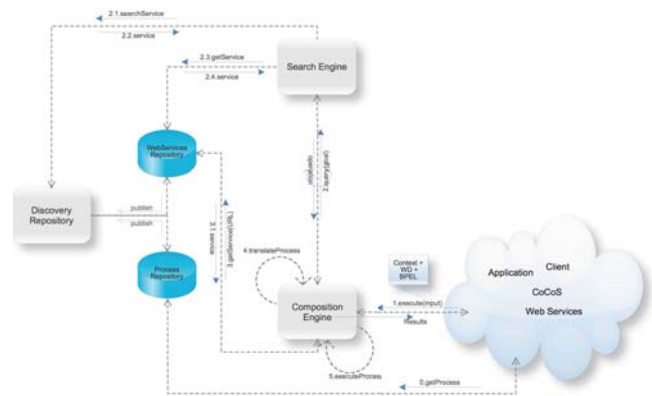 2.1.searchService
2.2.service
2.3.getService
2.4.service
Search Engine
WebServices
Repository
2.query(qbal)
Discovery
Repository
publish
publish
3.1.service
3.getService(URL)
4.translateProcess
Process
Repository
Context +
WD +
BPEL
Application
Client
CoCoS
Web Services
Composition
Engine
1.execute(input)
Results
5.executeProcess
0.getProcess